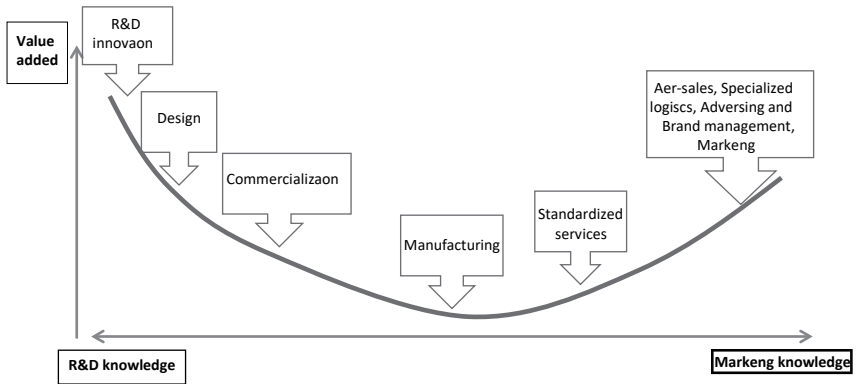 Value
added
R&D
innovaon
Design
Commercializaon
Manufacturing
Standardized
services
Aer-sales, Specialized
logiscs, Adversing and
Brand management,
Markeng
R&D knowledge
Markeng knowledge